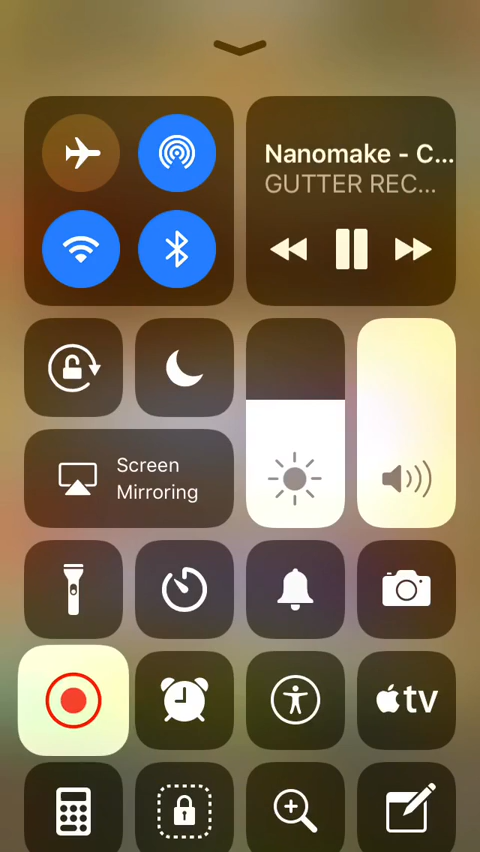 Nanomake - C...
GUTTER REC...
Screen
Mirroring
tv